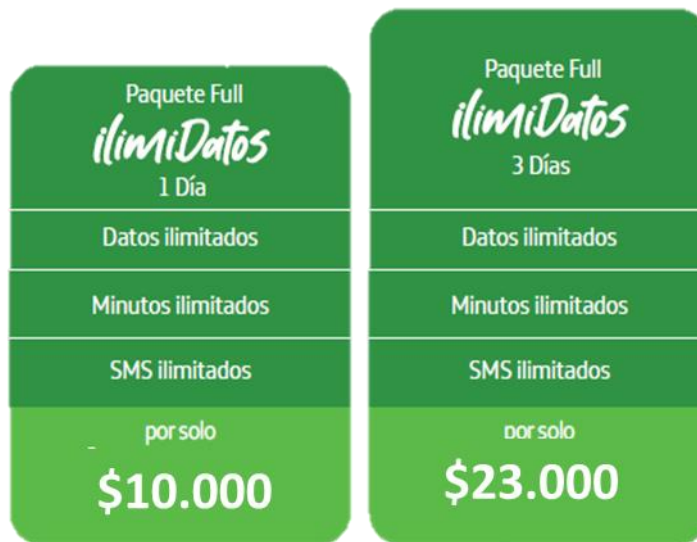 Paquete Full
ilimiDatos
1 Día
Datos ilimitados
Minutos ilimitados
SMS ilimitados
por solo
$10.000
Paquete Full
ilimiDatos
3 Días
Datos ilimitados
Minutos ilimitados
SMS ilimitados
por solo
$23.000